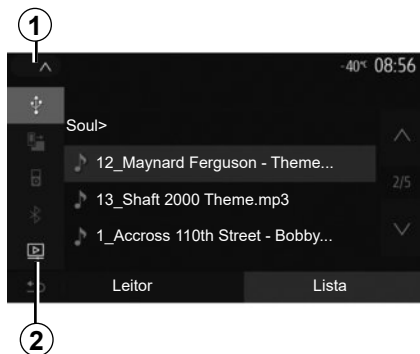 1
-40°C 08:56
Soul>
12_Maynard Ferguson - Theme...
13_Shaft 2000 Theme.mp3
2/5
1_Accross 110th Street - Bobby...
Leitor Lista
2